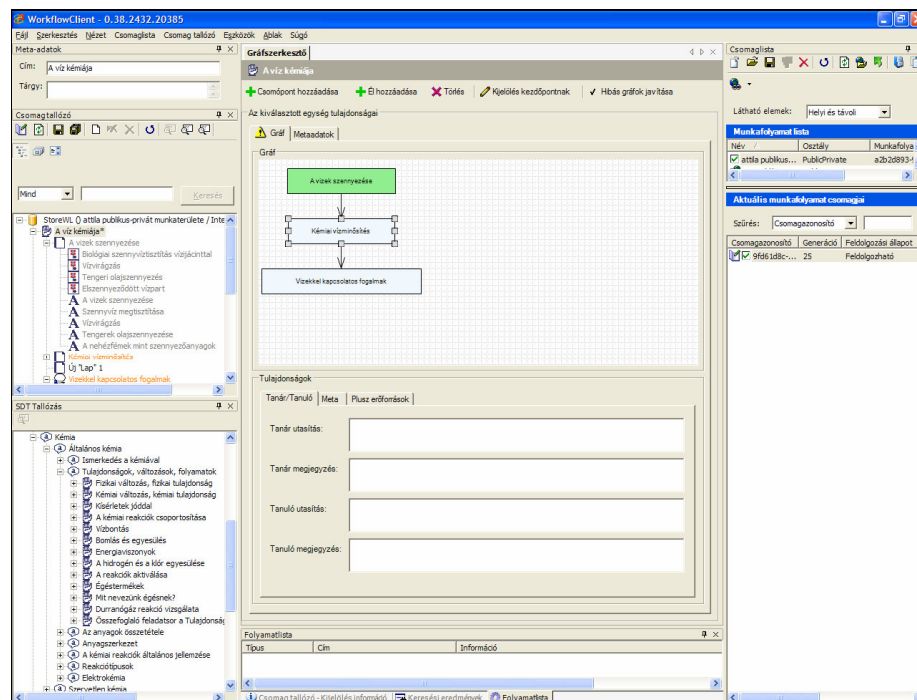 WorkflowClient - 0.38.2432.20385
Fájl Szerkesztés Nézet Csomaglista Csomag tallózó Eszközök Ablak Súgó
Meta-adatok
Cím: A víz kémiája
Tárgy:
Csomagtallózó
Mind
Keresés
StoreWL () attila publikus-privát munkaterülete / Inte
A víz kémiája*
A vizek szennyezése
Biológiai szennyvíztisztítás vízijácinttal
Vízvirágzás
Tengeri olajszennyezés
Elszennyeződött vízpart
A vizek szennyezése
Szennyvíz megtisztítása
Vízvirágzás
Tengerek olajszennyezése
A nehézfémek mint szennyezőanyagok
Kémiai vízminősítés
Új "Lap" 1
Vizekkel kapcsolatos fogalmak
SDT Tallózás
Kémia
Általános kémia
Ismerkedés a kémiával
Tulajdonságok, változások, folyamatok
Fizikai változás, fizikai tulajdonság
Kémiai változás, kémiai tulajdonság
Kísérletek jóddal
A kémiai reakciók csoportosítása
Vízbontás
Bomlás és egyesülés
Energiaviszonyok
A hidrogén és a klór egyesülése
A reakciók aktiválása
Égéstermékek
Mit nevezünk égésnek?
Durranógáz reakció vizsgálata
Összefoglaló feladatsor a Tulajdonság
Az anyagok összetétele
Anyagszerkezet
A kémiai reakciók általános jellemzése
Reakciótípusok
Elektrokémia
Szervetlen kémia
Gráfszerkesztő
A víz kémiája
Csomópont hozzáadása Él hozzáadása Törlés Kijelölés kezdőpontnak Hibás gráfok javítása
Az kiválasztott egység tulajdonságai
Gráf Metaadatok
Gráf
A vizek szennyezése
Kémiai vízminősítés
Vizekkel kapcsolatos fogalmak
Tulajdonságok
Tanár/Tanuló Meta Plusz erőforrások
Tanár utasítás:
Tanár megjegyzés:
Tanuló utasítás:
Tanuló megjegyzés:
Folyamatlista
Típus Cím Információ
Csomag tallózó - Kijelölés információ Keresési eredmények Folyamatlista
Csomaglista
Látható elemek: Helyi és távoli
Munkafolyamat lista
Név Osztály Munkafolya
attila publikus... PublicPrivate a2b2d893-
Aktuális munkafolyamat csomagjai
Szűrés: Csomagazonosító
Csomagazonosító Generáció Feldolgozási állapot
9fd61d8c-... 25 Feldolgozható